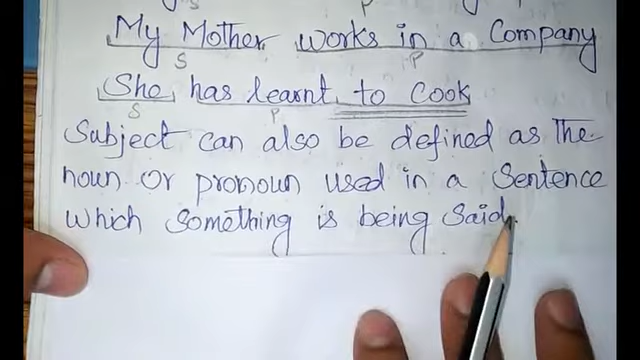 My Mother works in a Company
S P
She has learnt to Cook
S P
Subject can also be defined as the
noun or pronoun used in a Sentence
which something is being said.